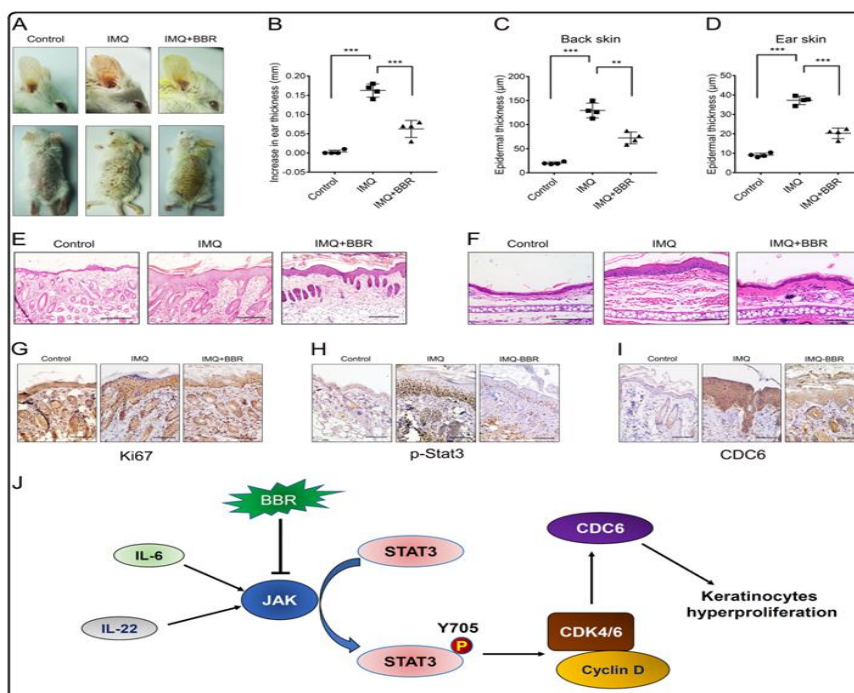 A
Control IMQ IMQ+BBR
B
Increase in ear thickness (mm)
0.20
0.15
0.10
0.05
0.00
-0.05
***
***
Control
IMQ
IMQ+BBR
C
Back skin
Epidermal thickness (µm)
200
150
100
50
0
***
**
Control
IMQ
IMQ+BBR
D
Ear skin
Epidermal thickness (µm)
50
40
30
20
10
0
***
***
Control
IMQ
IMQ+BBR
E
Control IMQ IMQ+BBR
F
Control IMQ IMQ+BBR
G
Control IMQ IMQ+BBR
Ki67
H
Control IMQ IMQ-BBR
p-Stat3
I
Control IMQ IMQ-BBR
CDC6
J
BBR
IL-6
IL-22
JAK
STAT3
STAT3
Y705
P
CDK4/6
Cyclin D
CDC6
Keratinocytes
hyperproliferation